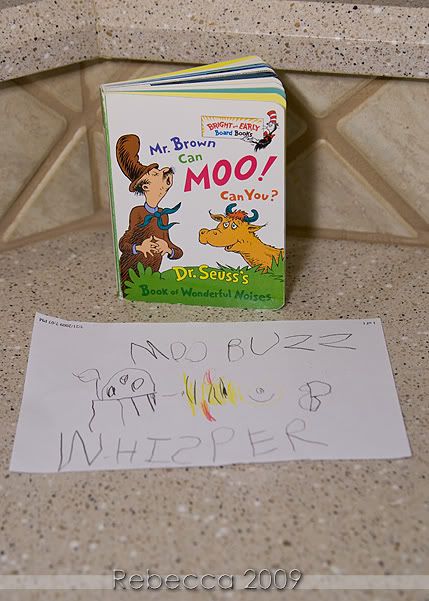 BRIGHT and EARLY
Board Books
Mr. Brown
Can
MOO!
Can You?
Dr. Seuss's
Book of Wonderful Noises
MOO BUZZ
WHISPER
Rebecca 2009